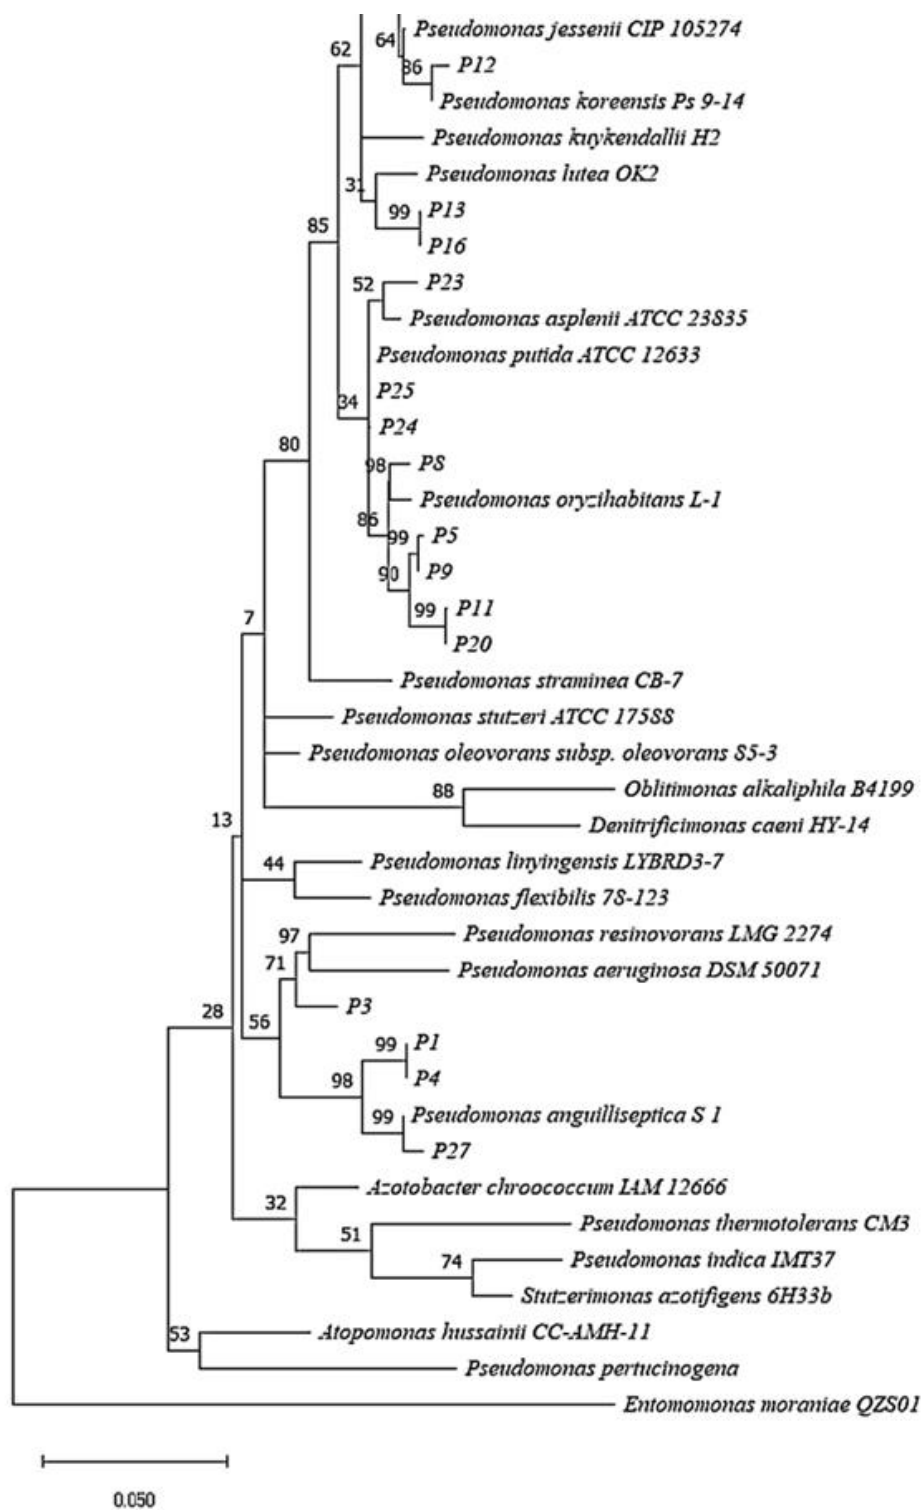 64
Pseudomonas jessenii CIP 105274
62
86
P12
Pseudomonas koreensis Ps 9-14
Pseudomonas kuykendallii H2
Pseudomonas lutea OK2
31
99
P13
85
P16
52
P23
Pseudomonas asplenii ATCC 23835
Pseudomonas putida ATCC 12633
P25
34
P24
80
98
P8
Pseudomonas oryzihabitans L-1
86
99
P5
90
P9
99
P11
7
P20
Pseudomonas straminea CB-7
Pseudomonas stutzeri ATCC 17588
Pseudomonas oleovorans subsp. oleovorans S5-3
88
Oblitimonas alkaliphila B4199
13
Denitrificimonas caeni HY-14
44
Pseudomonas linyingensis LYBRD3-7
Pseudomonas flexibilis 78-123
97
Pseudomonas resinovorans LMG 2274
71
Pseudomonas aeruginosa DSM 50071
28
56
P3
99
P1
98
P4
99
Pseudomonas anguilliseptica S 1
P27
32
Azotobacter chroococcum IAM 12666
51
Pseudomonas thermotolerans CM3
74
Pseudomonas indica IMT37
Stutzerimonas azotifigens 6H33b
53
Atopomonas hussainii CC-AMH-11
Pseudomonas pertucinogena
Entomomonas moraniae QZS01
0.050